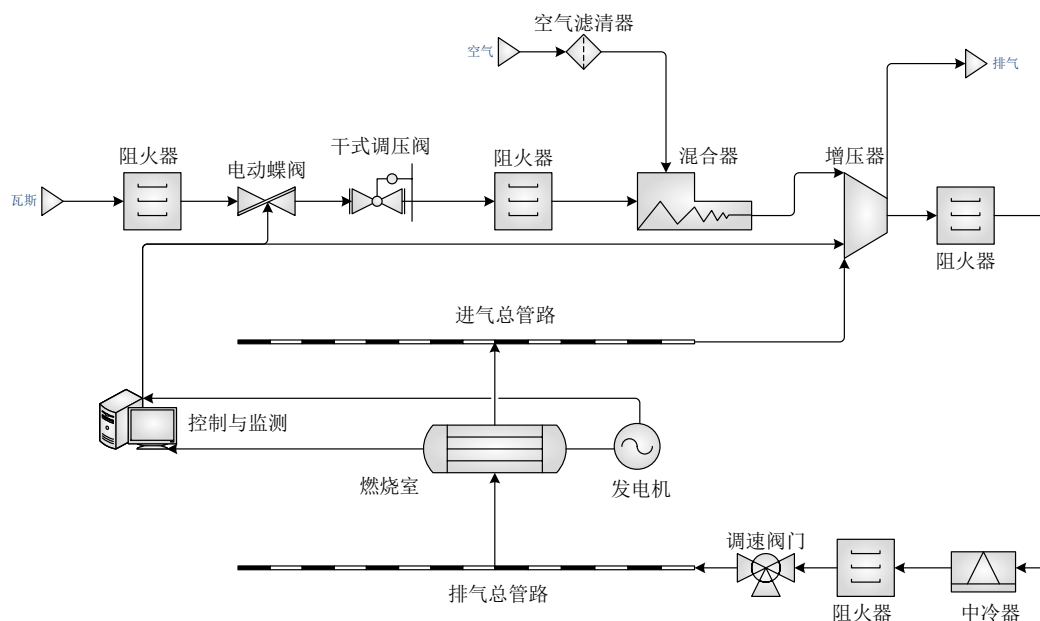 空气滤清器
空气
排气
阻火器
电动蝶阀
干式调压阀
阻火器
混合器
增压器
瓦斯
阻火器
进气总管路
控制与监测
燃烧室
发电机
调速阀门
排气总管路
阻火器
中冷器